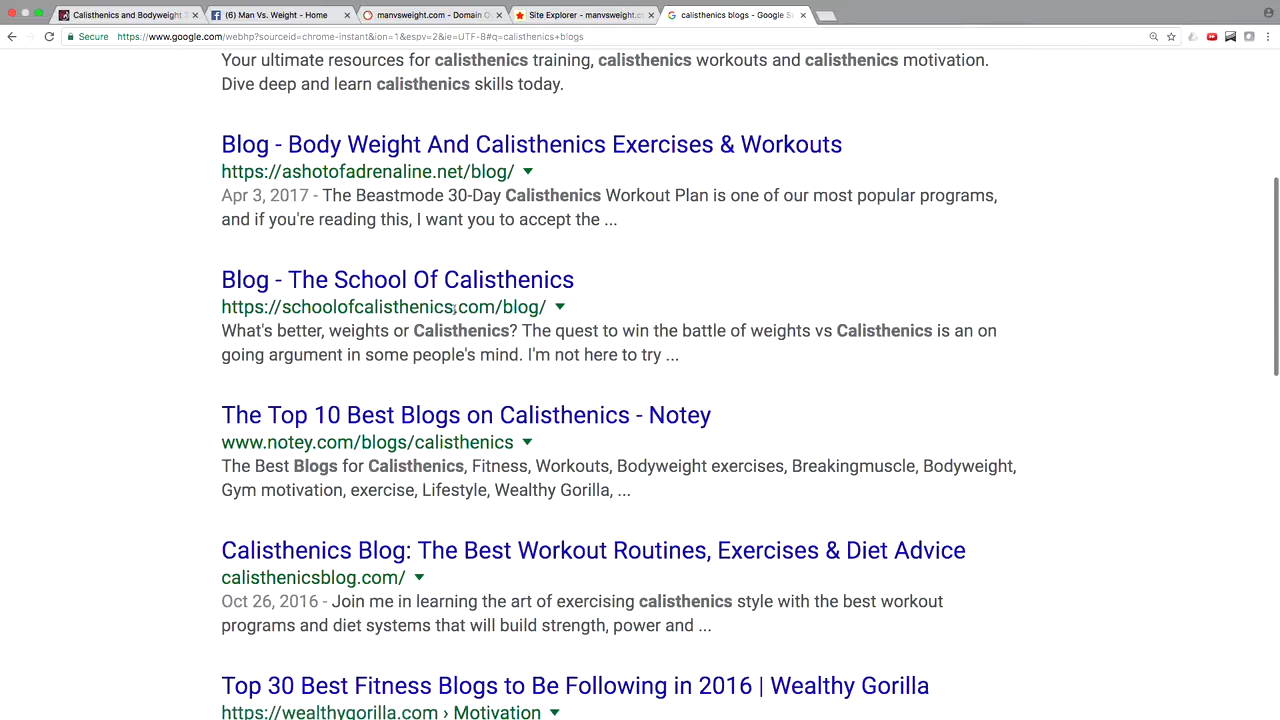 Calisthenics and Bodyweight
(6) Man Vs. Weight - Home
manvsweight.com - Domain
Site Explorer - manvsweight.c
calisthenics blogs - Google S
Secure
https://www.google.com/webhp?sourceid=chrome-instant&ion=1&espv=2&ie=UTF-8#q=calisthenics+blogs
Your ultimate resources for calisthenics training, calisthenics workouts and calisthenics motivation.
Dive deep and learn calisthenics skills today.
Blog - Body Weight And Calisthenics Exercises & Workouts
https://ashotofadrenaline.net/blog/
Apr 3, 2017 - The Beastmode 30-Day Calisthenics Workout Plan is one of our most popular programs,
and if you're reading this, I want you to accept the ...
Blog - The School Of Calisthenics
https://schoolofcalisthenics.com/blog/
What's better, weights or Calisthenics? The quest to win the battle of weights vs Calisthenics is an on
going argument in some people's mind. I'm not here to try ...
The Top 10 Best Blogs on Calisthenics - Notey
www.notey.com/blogs/calisthenics
The Best Blogs for Calisthenics, Fitness, Workouts, Bodyweight exercises, Breakingmuscle, Bodyweight,
Gym motivation, exercise, Lifestyle, Wealthy Gorilla, ...
Calisthenics Blog: The Best Workout Routines, Exercises & Diet Advice
calisthenicsblog.com/
Oct 26, 2016 - Join me in learning the art of exercising calisthenics style with the best workout
programs and diet systems that will build strength, power and ...
Top 30 Best Fitness Blogs to Be Following in 2016 | Wealthy Gorilla
https://wealthygorilla.com › Motivation